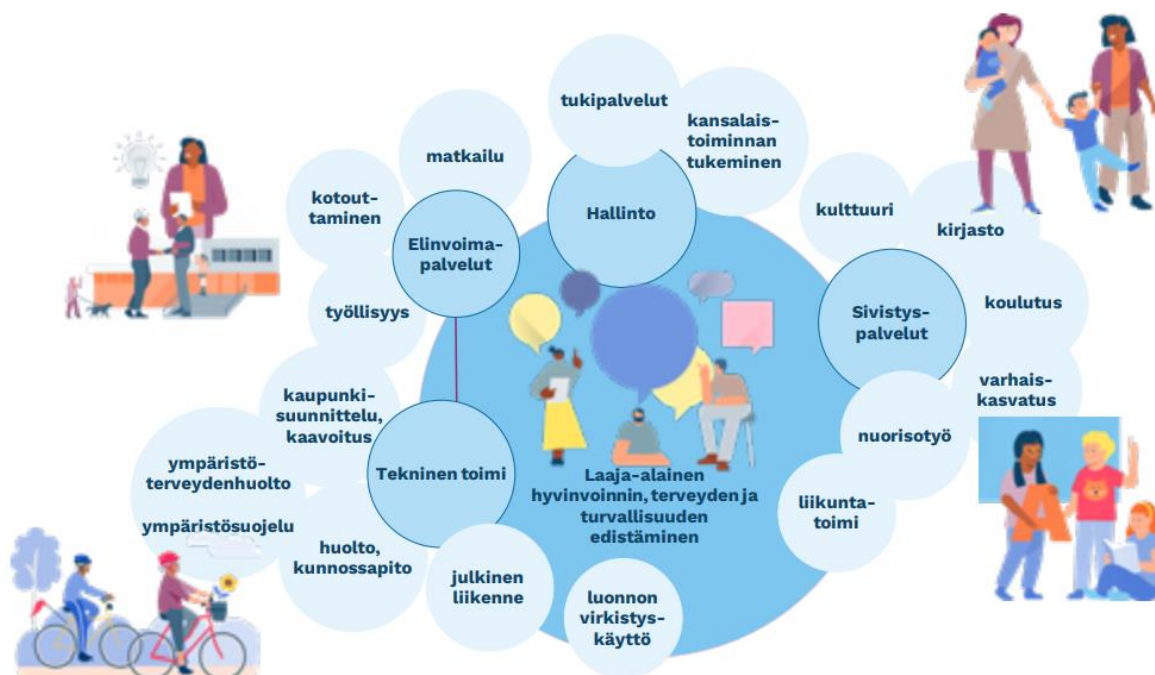 tukipalvelut
kansalais-
toiminnan
tukeminen
matkailu
kotout-
taminen
Hallinto
kulttuuri
kirjasto
Elinvoima-
palvelut
työllisyys
Sivistys-
palvelut
koulutus
varhais-
kasvatus
kaupunki-
suunnittelu,
kaavoitus
nuorisotyö
ympäristö-
terveydenhuolto
ympäristösuojelu
Tekninen toimi
Laaja-alainen
hyvinvoinnin, terveyden ja
turvallisuuden
edistäminen
liikunta-
toimi
huolto,
kunnossapito
julkinen
liikenne
luonnon
virkistys-
käyttö
A